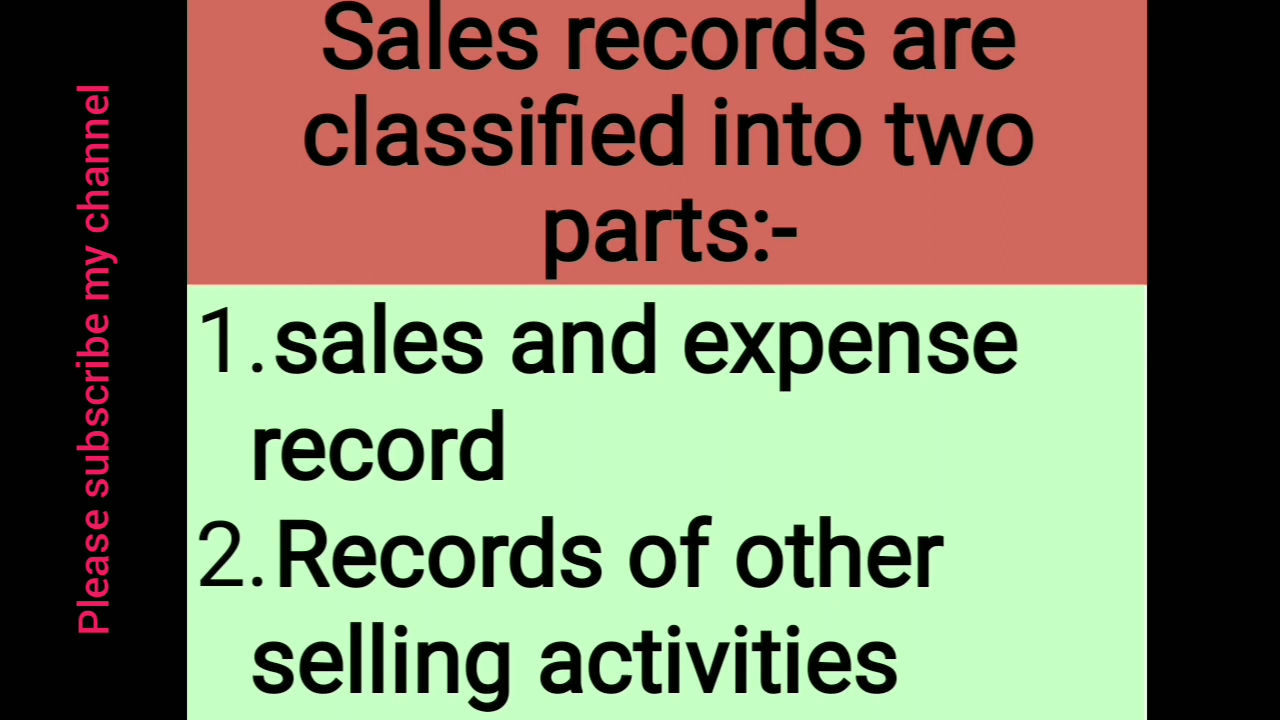 Please subscribe my channel
Sales records are
classified into two
parts:-
1.sales and expense
record
2.Records of other
selling activities